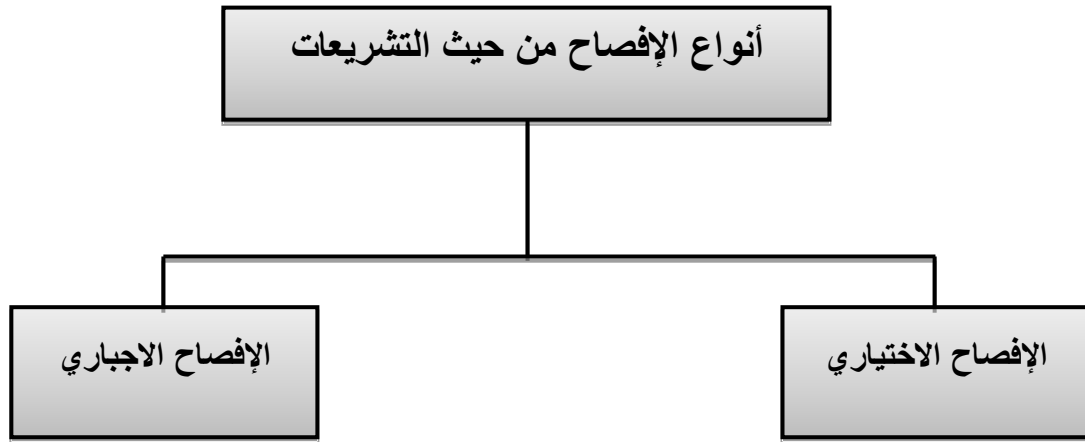 أنواع الإفصاح من حيث التشريعات
الإفصاح الاختياري
الإفصاح الاجباري